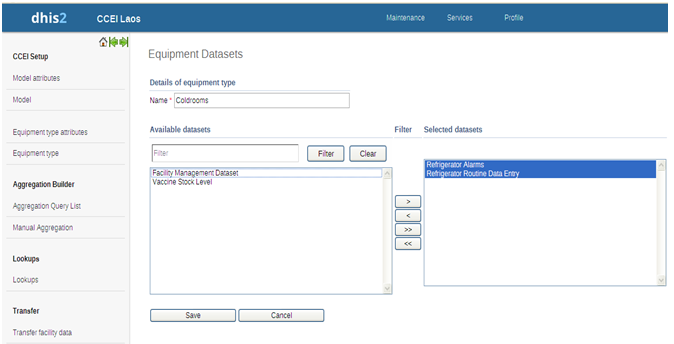 dhis2 CCEI Laos Maintenance Services Profile
CCEI Setup
Model attributes
Model
Equipment type attributes
Equipment type
Aggregation Builder
Aggregation Query List
Manual Aggregation
Lookups
Lookups
Transfer
Transfer facility data
Equipment Datasets
Details of equipment type
Name * Coldrooms
Available datasets Filter Selected datasets
Filter Filter Clear
Facility Management Dataset
Vaccine Stock Level
>
<
>>
<<
Refrigerator Alarms
Refrigerator Routine Data Entry
Save Cancel